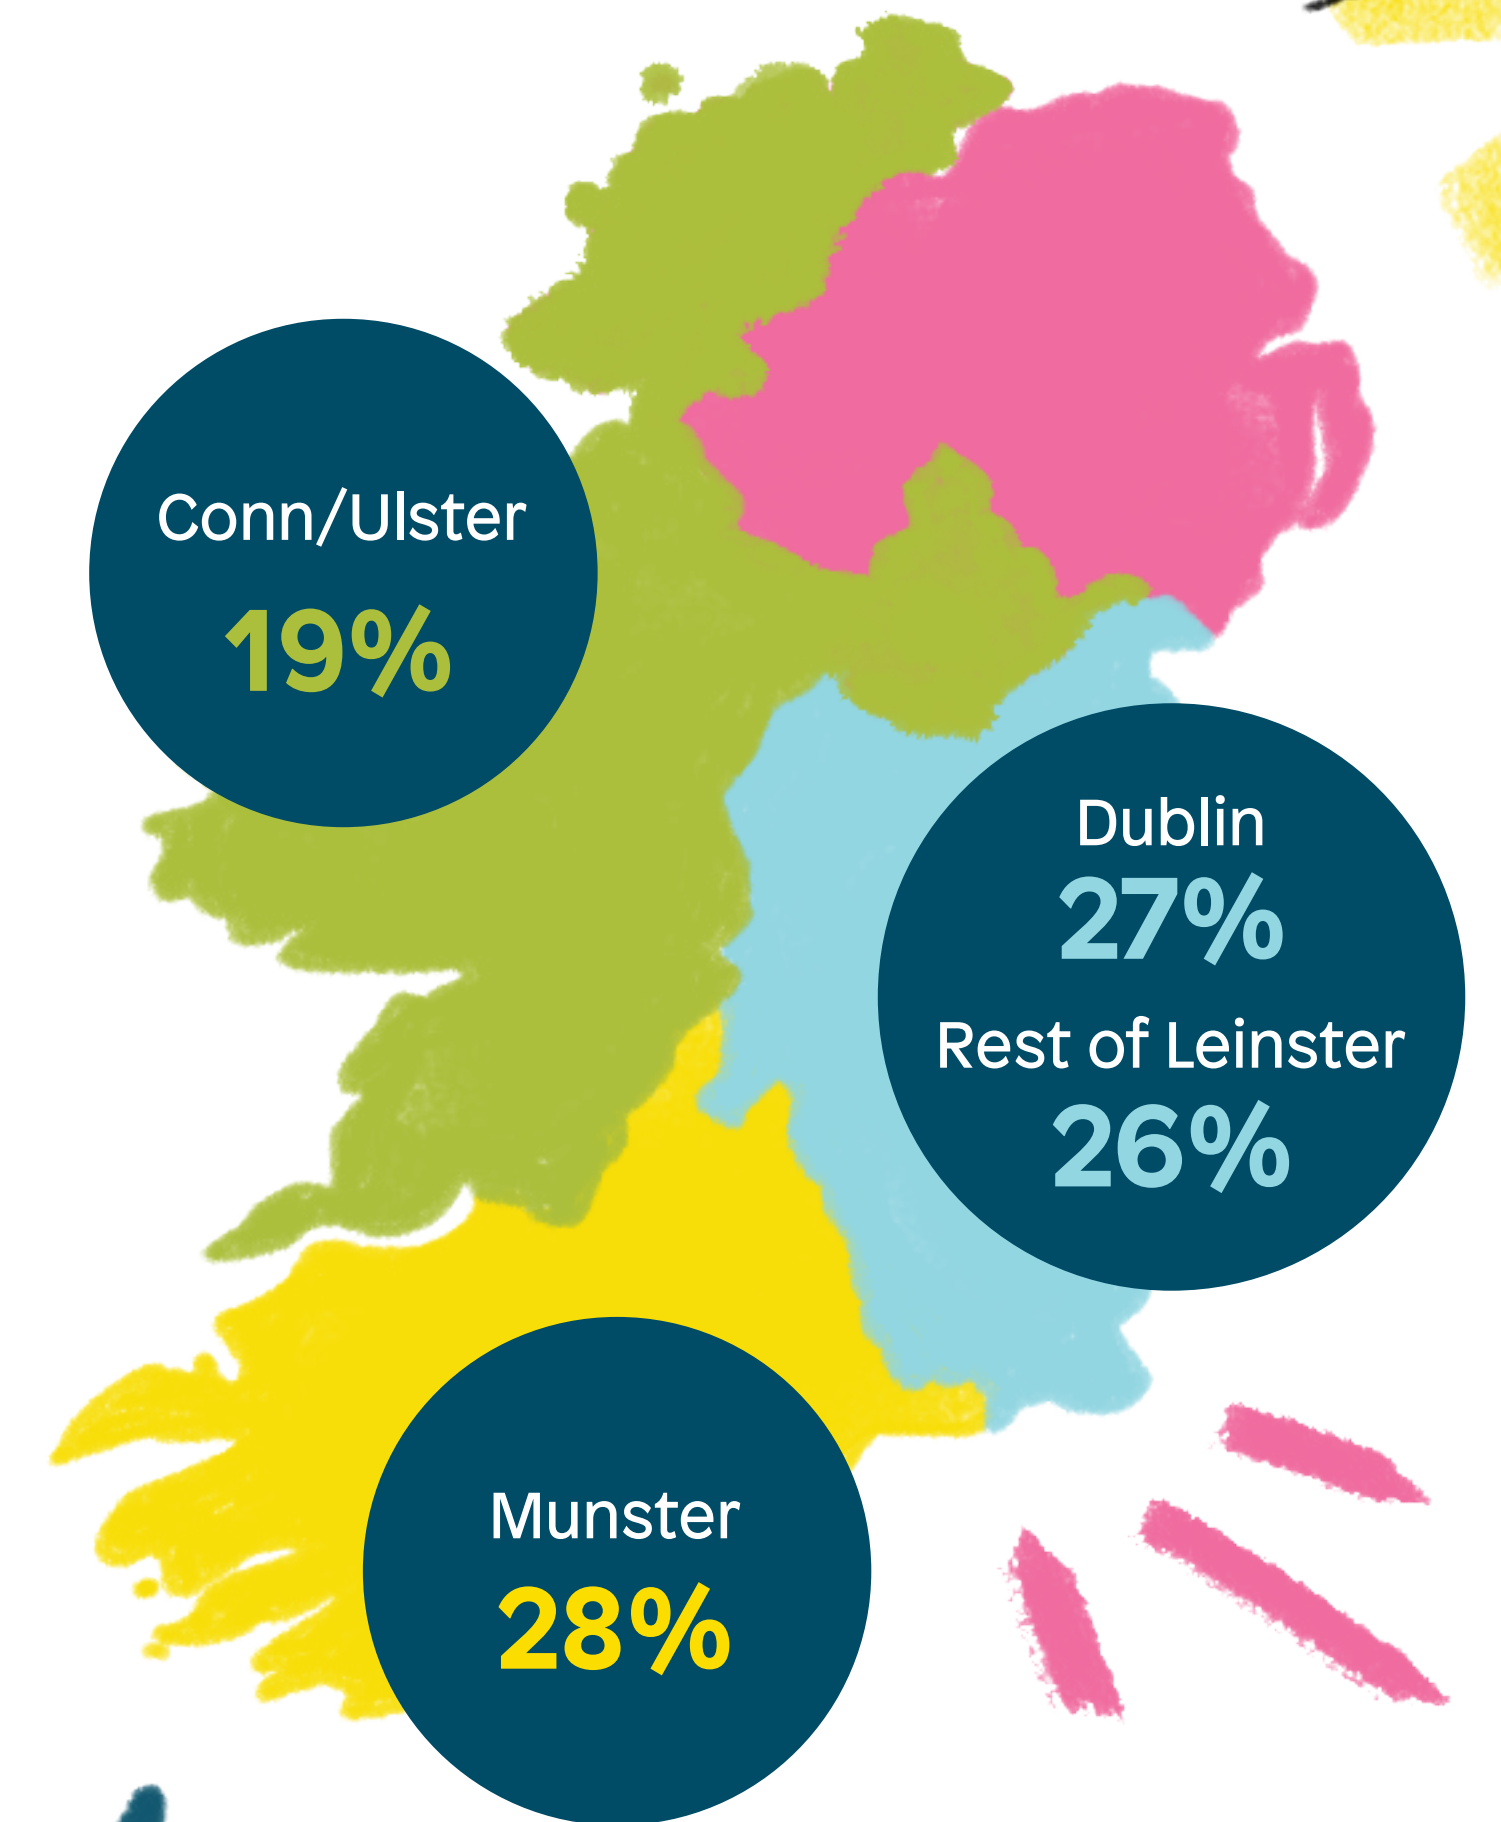 Conn/Ulster
19%
Dublin
27%
Rest of Leinster
26%
Munster
28%